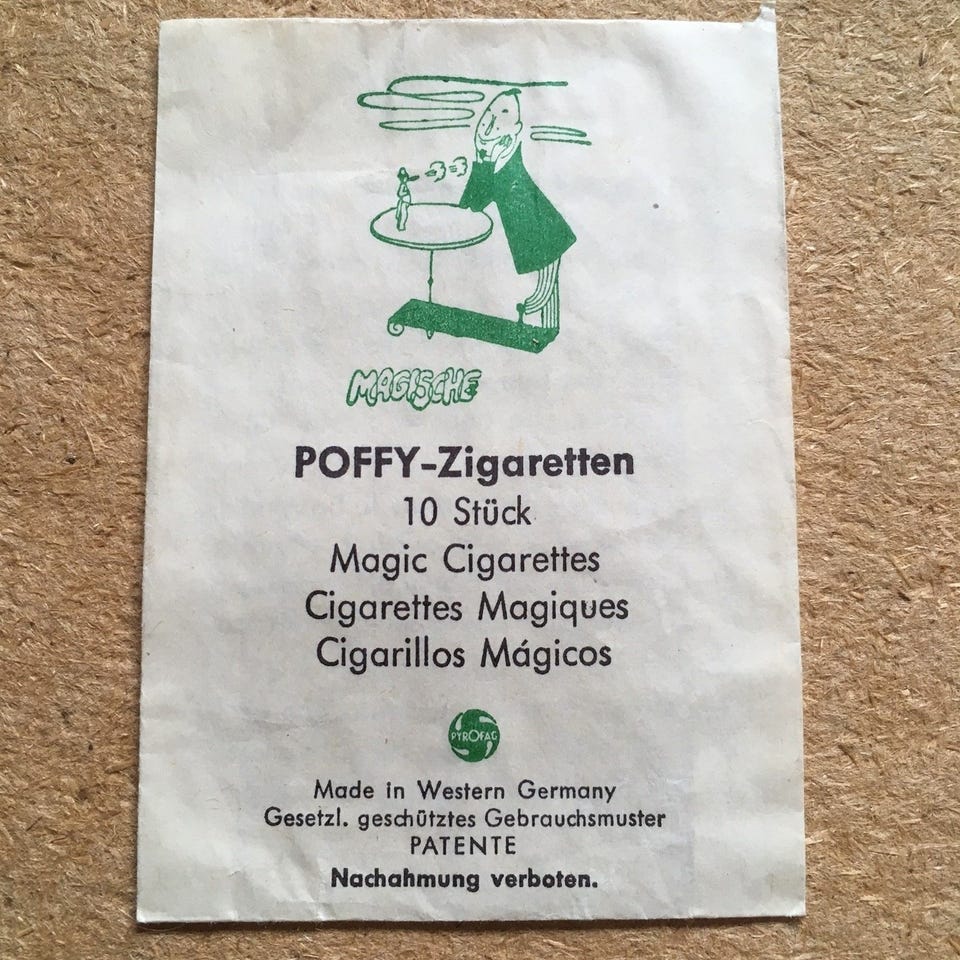 MAGISCHE
POFFY-Zigaretten
10 Stück
Magic Cigarettes
Cigarettes Magiques
Cigarillos Mágicos
PYROFAC
Made in Western Germany
Gesetzl. geschütztes Gebrauchsmuster
PATENTE
Nachahmung verboten.